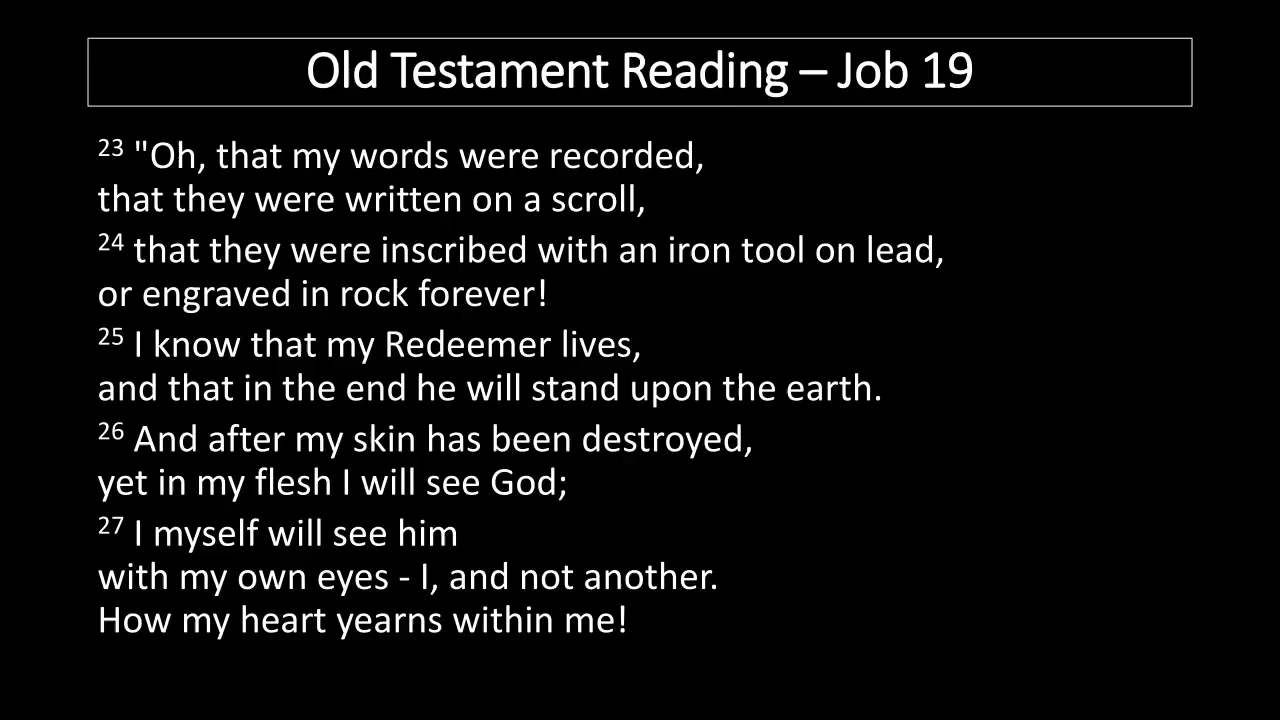 Old Testament Reading – Job 19
23 "Oh, that my words were recorded,
that they were written on a scroll,
24 that they were inscribed with an iron tool on lead,
or engraved in rock forever!
25 I know that my Redeemer lives,
and that in the end he will stand upon the earth.
26 And after my skin has been destroyed,
yet in my flesh I will see God;
27 I myself will see him
with my own eyes - I, and not another.
How my heart yearns within me!